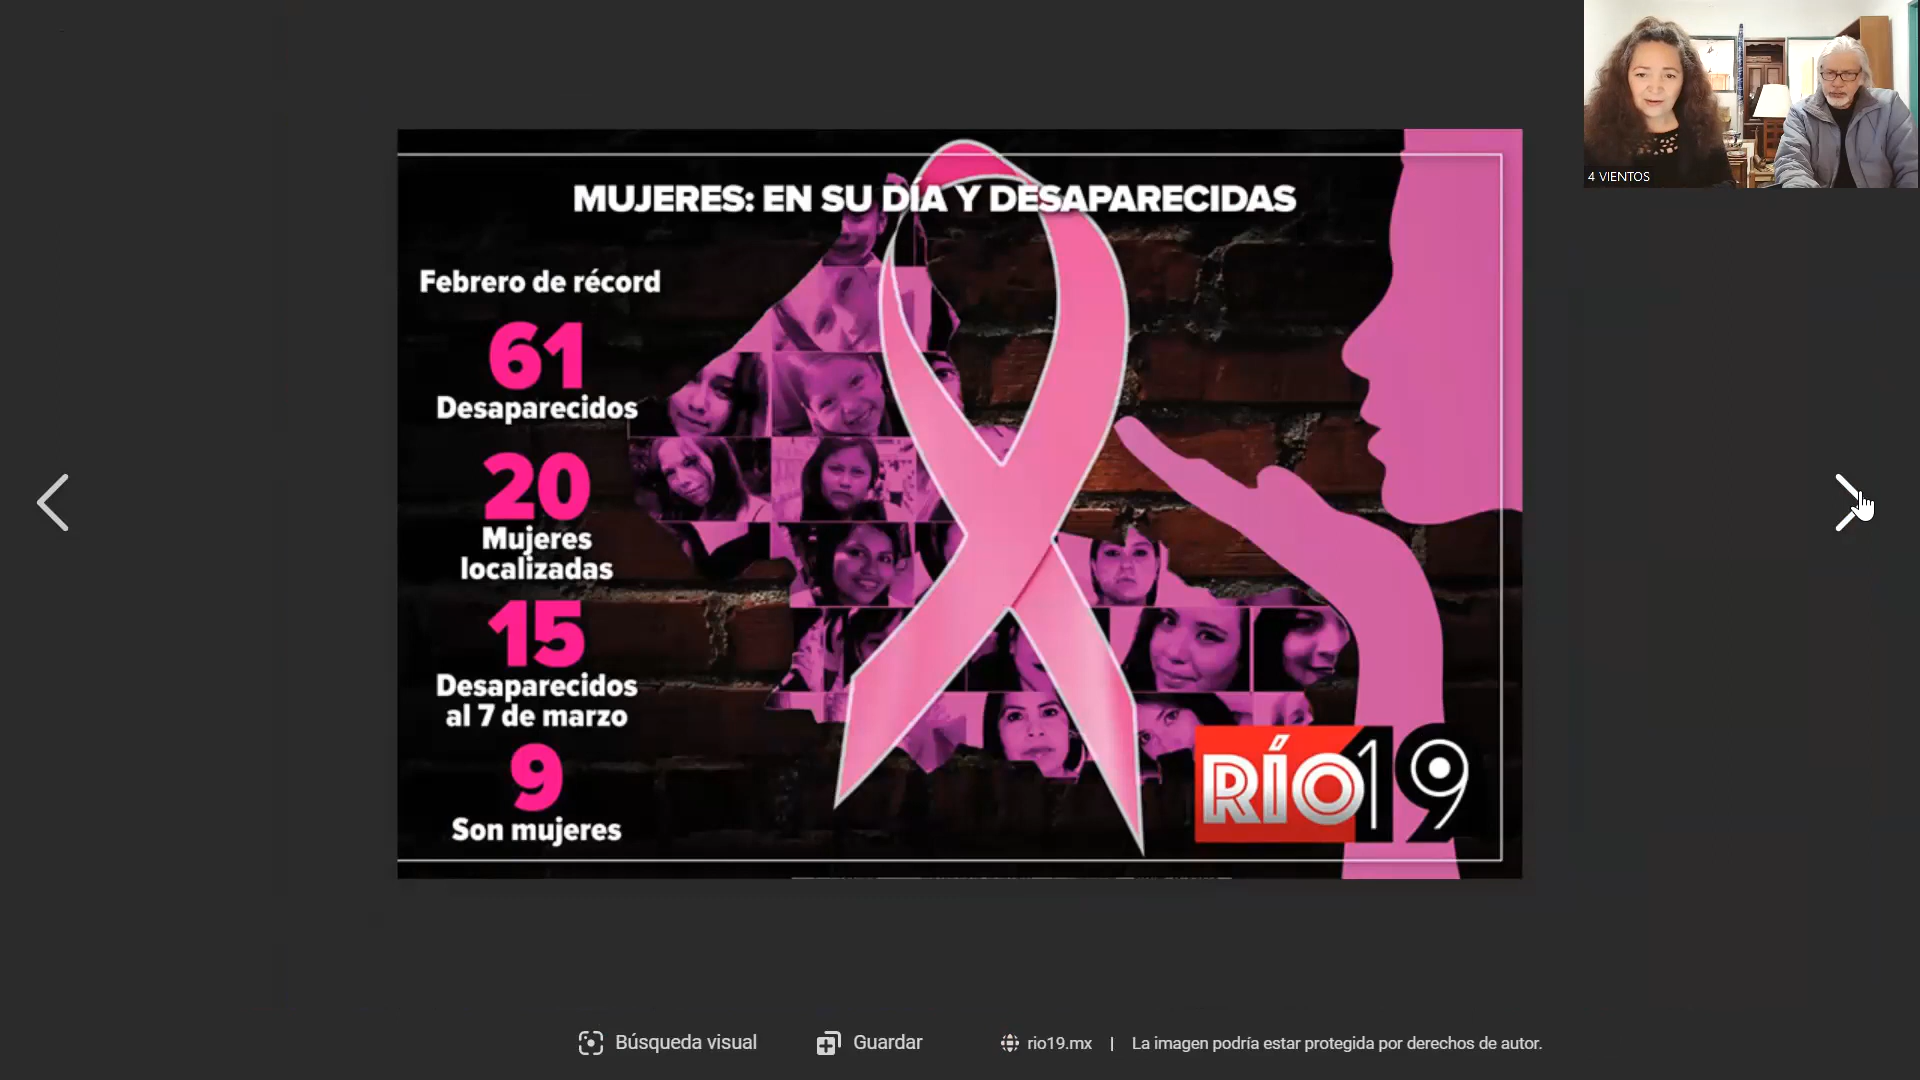 4 VIENTOS
MUJERES: EN SU DÍA Y DESAPARECIDAS
Febrero de récord
61
Desaparecidos
20
Mujeres
localizadas
15
Desaparecidos
al 7 de marzo
9
Son mujeres
RÍO19
Búsqueda visual
Guardar
rio19.mx | La imagen podría estar protegida por derechos de autor.